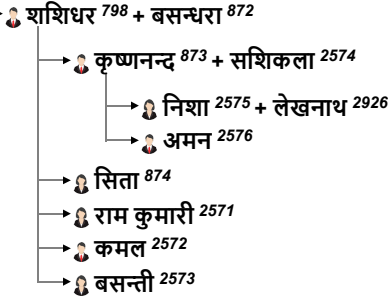 शशिधर 798 + बसन्धरा 872
कृष्णनन्द 873 + सशिकला 2574
निशा 2575 + लेखनाथ 2926
अमन 2576
सिता 874
राम कुमारी 2571
कमल 2572
बसन्ती 2573